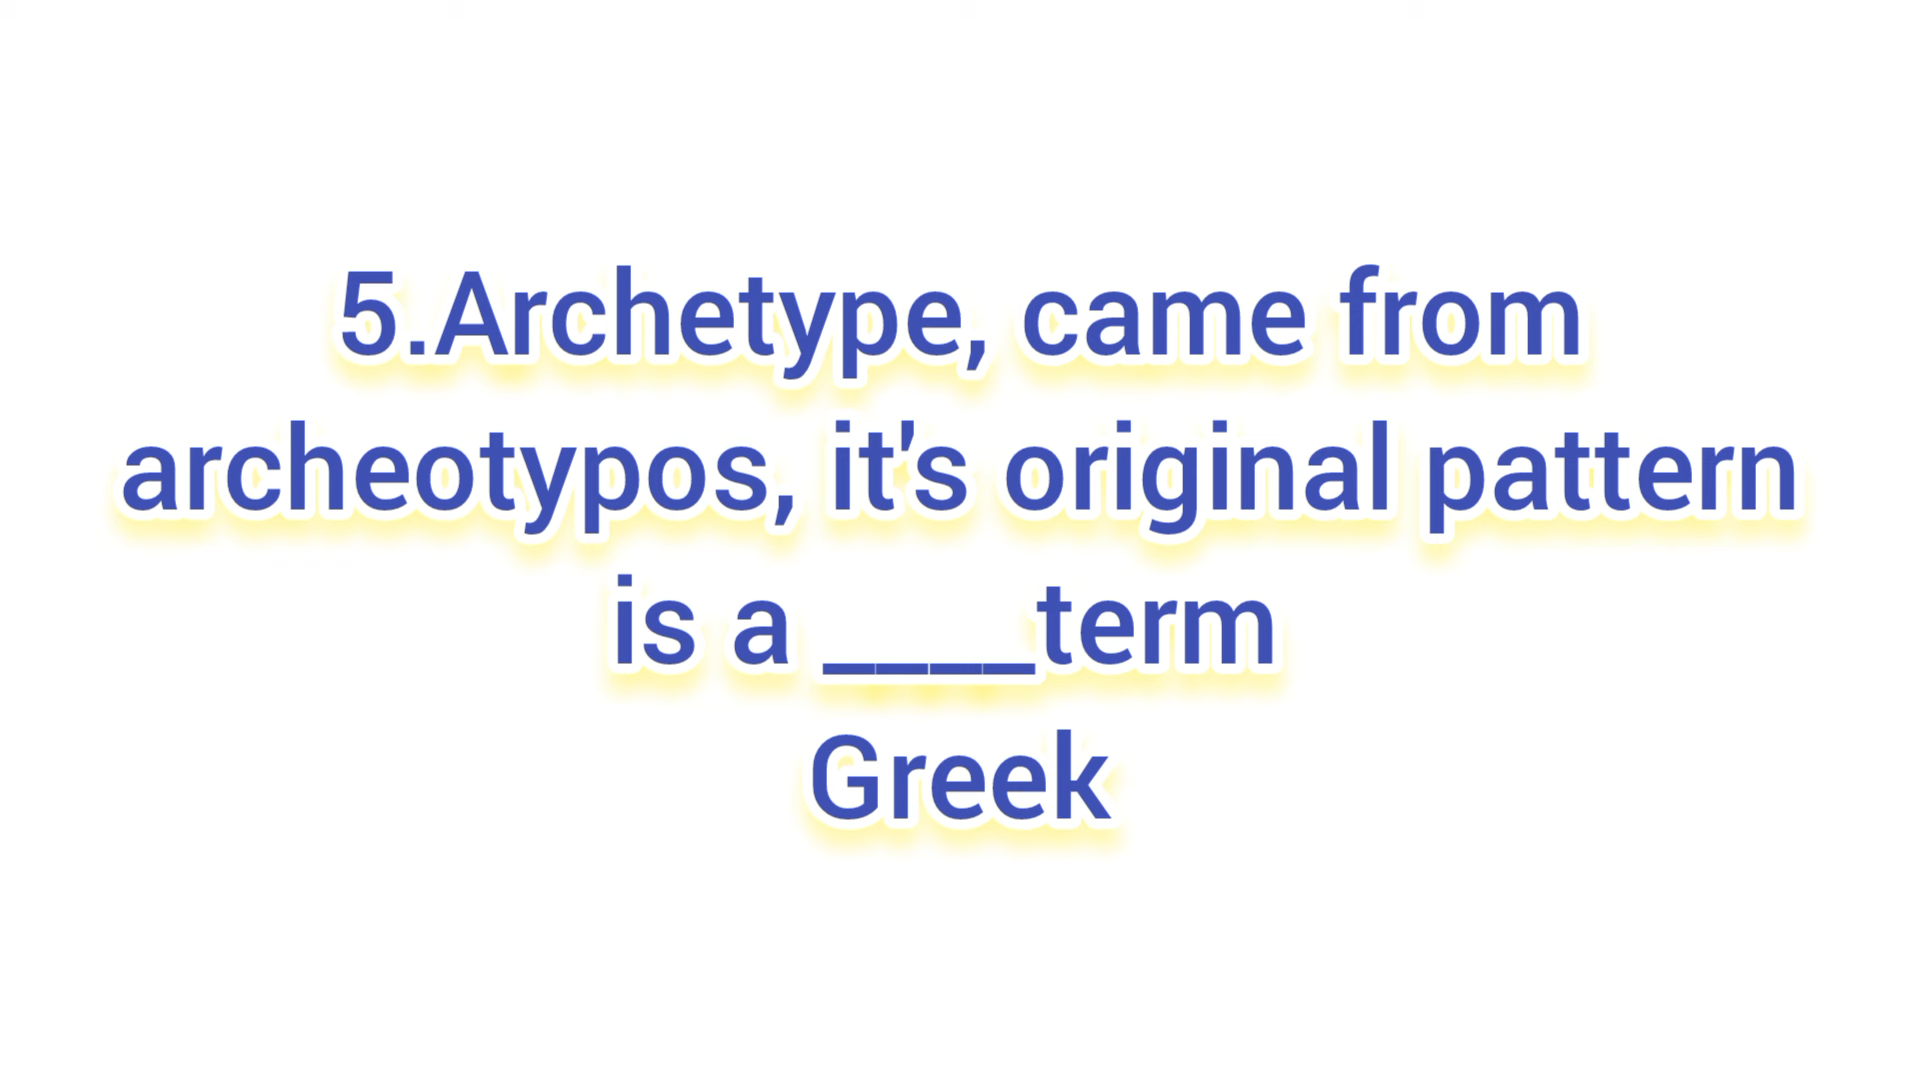 5.Archetype, came from
archeotypos, it's original pattern
is a ____term
Greek